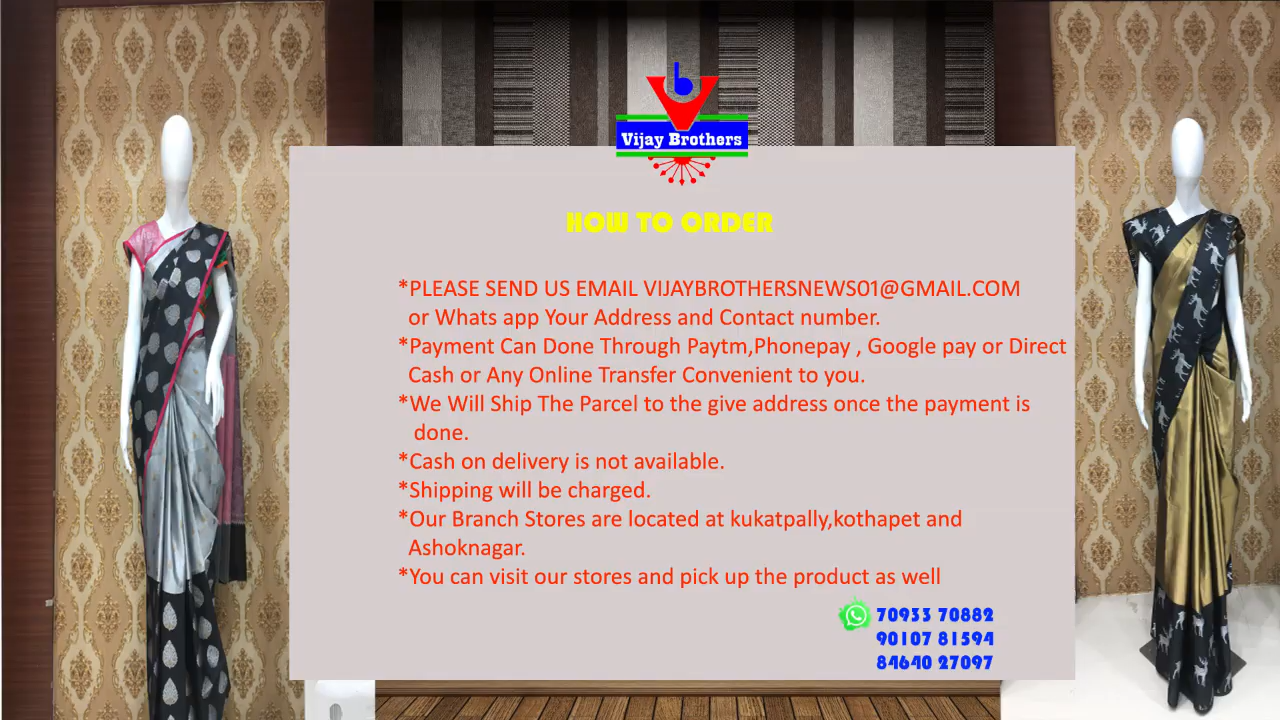 Vijay Brothers
HOW TO ORDER
*PLEASE SEND US EMAIL VIJAYBROTHERSNEWS01@GMAIL.COM
or Whats app Your Address and Contact number.
*Payment Can Done Through Paytm,Phonepay , Google pay or Direct
Cash or Any Online Transfer Convenient to you.
*We Will Ship The Parcel to the give address once the payment is
done.
*Cash on delivery is not available.
*Shipping will be charged.
*Our Branch Stores are located at kukatpally,kothapet and
Ashoknagar.
*You can visit our stores and pick up the product as well
70933 70882
90107 81594
84640 27097